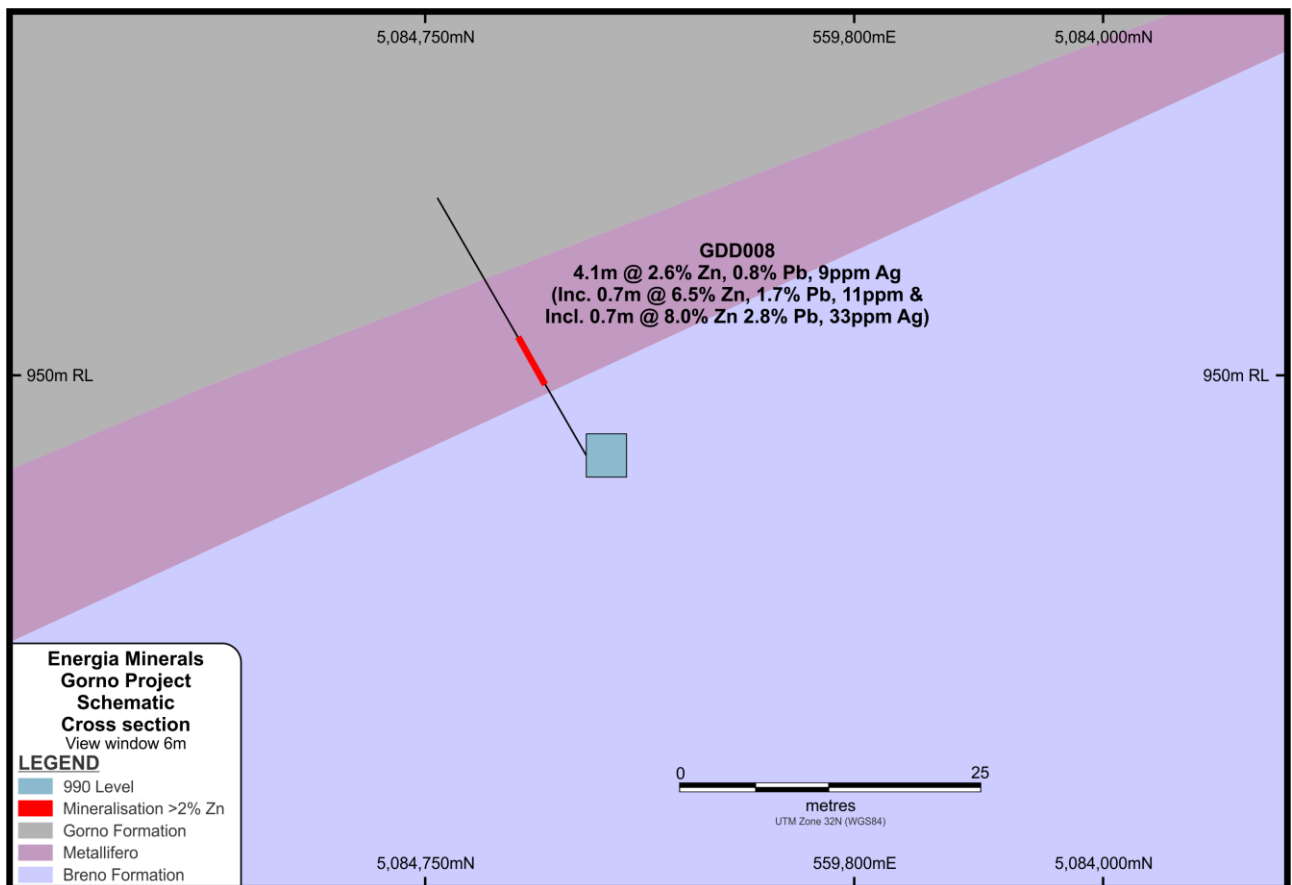 5,084,750mN 559,800mE 5,084,000mN
GDD008
4.1m @ 2.6% Zn, 0.8% Pb, 9ppm Ag
(Inc. 0.7m @ 6.5% Zn, 1.7% Pb, 11ppm &
Incl. 0.7m @ 8.0% Zn 2.8% Pb, 33ppm Ag)
950m RL 950m RL
Energia Minerals
Gorno Project
Schematic
Cross section
View window 6m
LEGEND
990 Level
Mineralisation >2% Zn
Gorno Formation
Metallifero
Breno Formation
0 25
metres
UTM Zone 32N (WGS84)
5,084,750mN 559,800mE 5,084,000mN